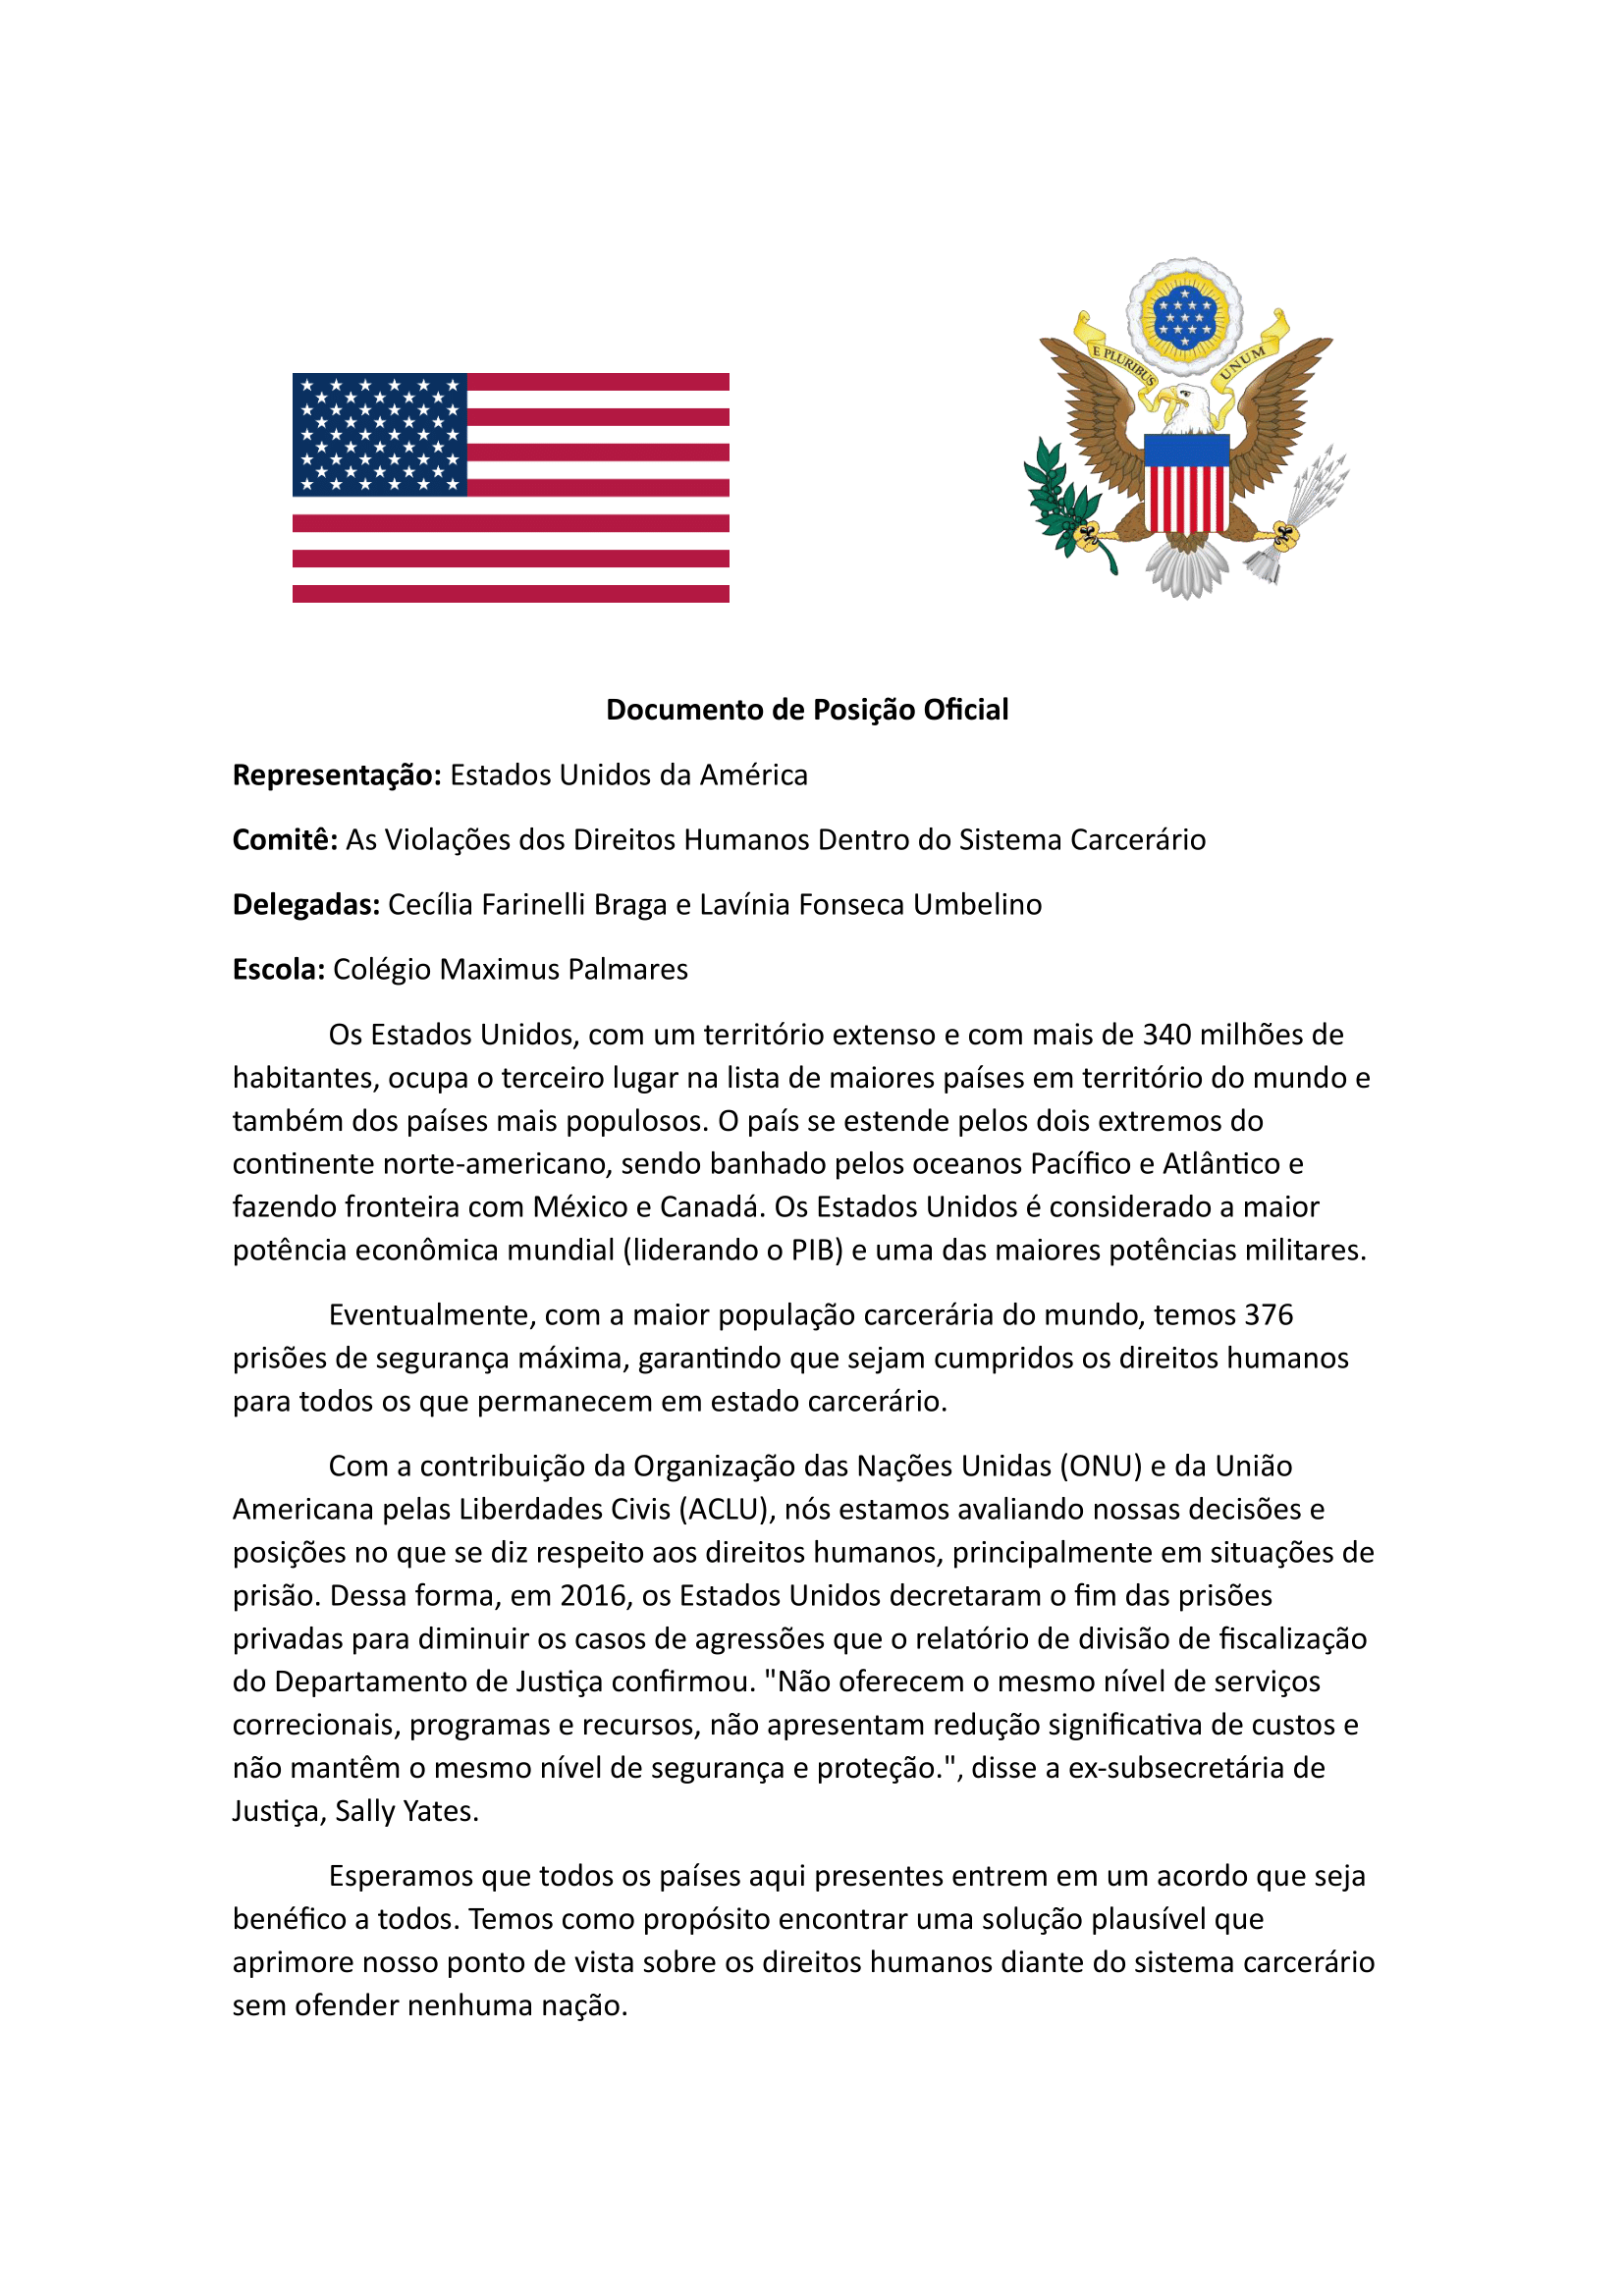 E PLURIBUS UNUM
Documento de Posição Oficial
Representação: Estados Unidos da América
Comitê: As Violações dos Direitos Humanos Dentro do Sistema Carcerário
Delegadas: Cecília Farinelli Braga e Lavínia Fonseca Umbelino
Escola: Colégio Maximus Palmares
Os Estados Unidos, com um território extenso e com mais de 340 milhões de
habitantes, ocupa o terceiro lugar na lista de maiores países em território do mundo e
também dos países mais populosos. O país se estende pelos dois extremos do
continente norte-americano, sendo banhado pelos oceanos Pacífico e Atlântico e
fazendo fronteira com México e Canadá. Os Estados Unidos é considerado a maior
potência econômica mundial (liderando o PIB) e uma das maiores potências militares.
Eventualmente, com a maior população carcerária do mundo, temos 376
prisões de segurança máxima, garantindo que sejam cumpridos os direitos humanos
para todos os que permanecem em estado carcerário.
Com a contribuição da Organização das Nações Unidas (ONU) e da União
Americana pelas Liberdades Civis (ACLU), nós estamos avaliando nossas decisões e
posições no que se diz respeito aos direitos humanos, principalmente em situações de
prisão. Dessa forma, em 2016, os Estados Unidos decretaram o fim das prisões
privadas para diminuir os casos de agressões que o relatório de divisão de fiscalização
do Departamento de Justiça confirmou. "Não oferecem o mesmo nível de serviços
correcionais, programas e recursos, não apresentam redução significativa de custos e
não mantêm o mesmo nível de segurança e proteção.", disse a ex-subsecretária de
Justiça, Sally Yates.
Esperamos que todos os países aqui presentes entrem em um acordo que seja
benéfico a todos. Temos como propósito encontrar uma solução plausível que
aprimore nosso ponto de vista sobre os direitos humanos diante do sistema carcerário
sem ofender nenhuma nação.